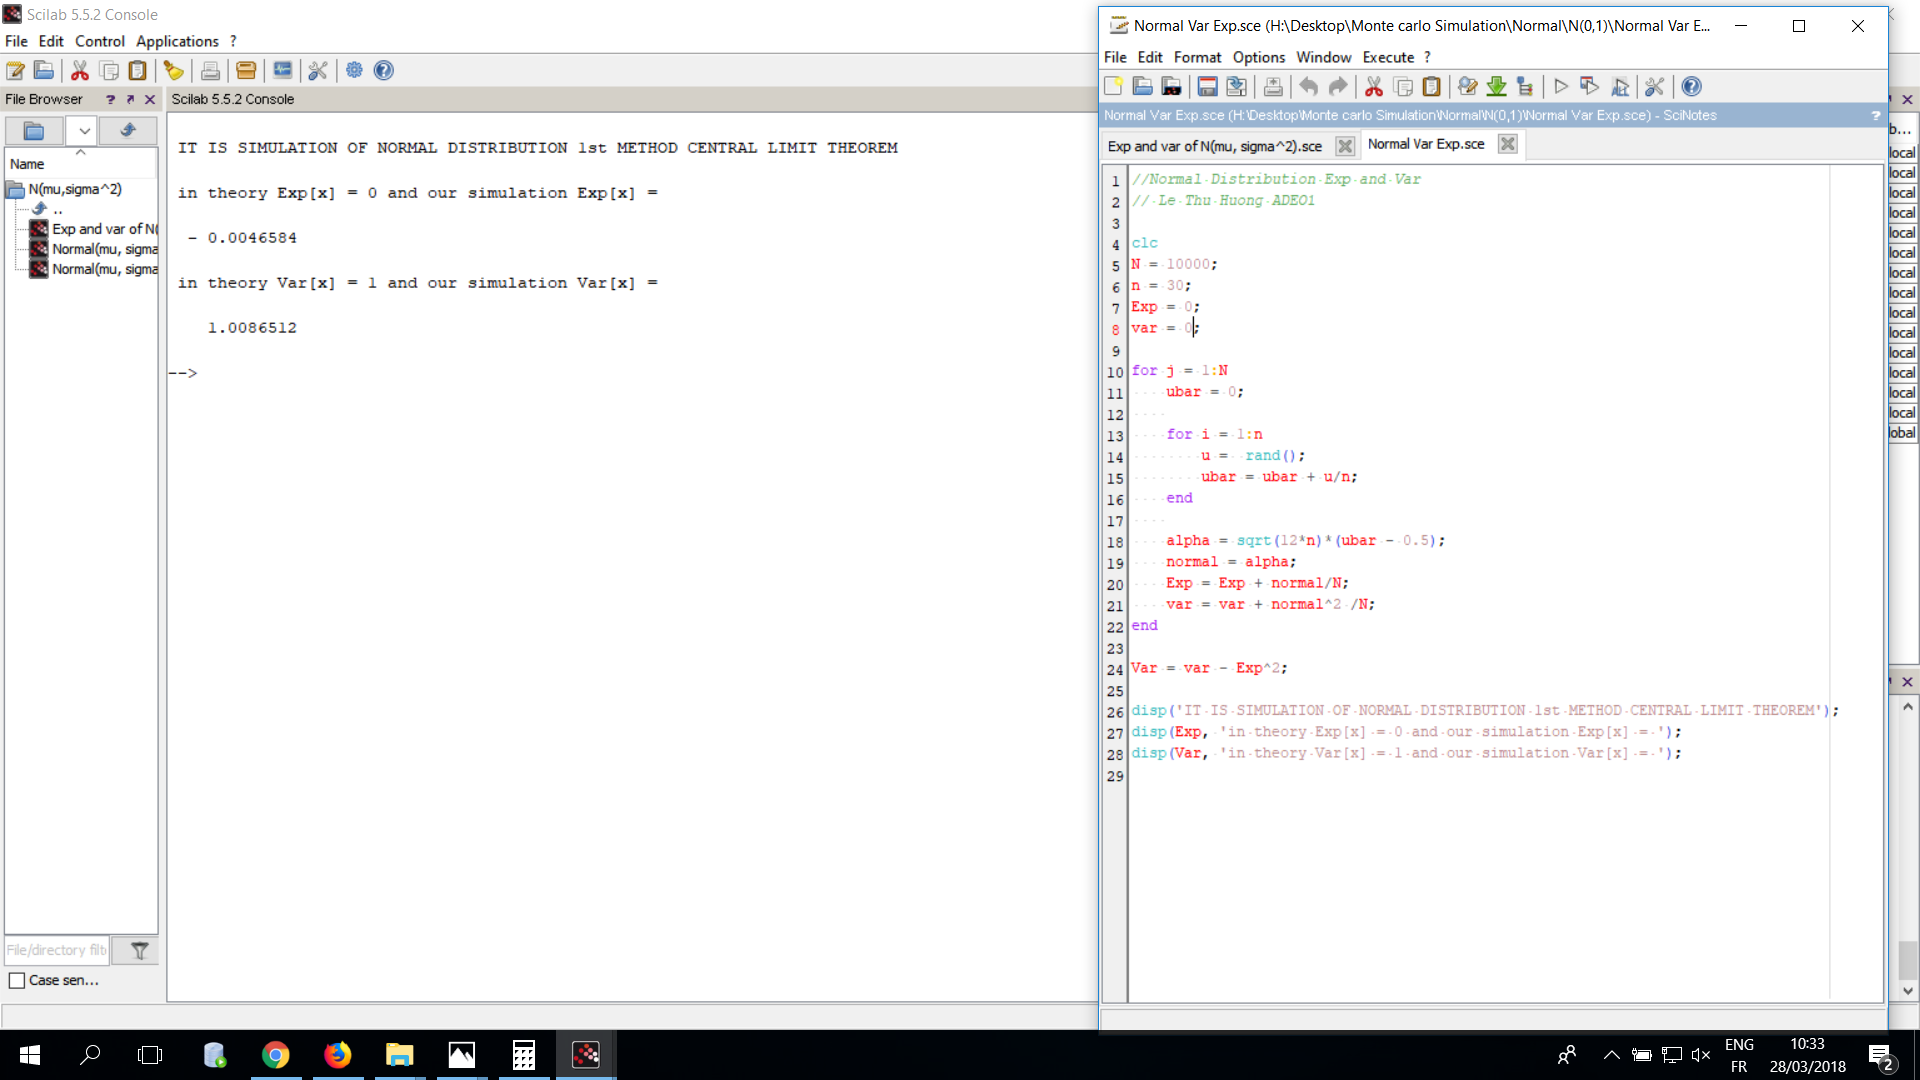 Scilab 5.5.2 Console
File Edit Control Applications ?
File Browser ? Scilab 5.5.2 Console
Name
N(mu,sigma^2)
..
Exp and var of N(
Normal(mu, sigma
Normal(mu, sigma
File/directory filt
Case sen...
IT IS SIMULATION OF NORMAL DISTRIBUTION 1st METHOD CENTRAL LIMIT THEOREM
in theory Exp[x] = 0 and our simulation Exp[x] =
- 0.0046584
in theory Var[x] = 1 and our simulation Var[x] =
1.0086512
-->
Normal Var Exp.sce (H:\Desktop\Monte carlo Simulation\Normal\N(0,1)\Normal Var E...
File Edit Format Options Window Execute ?
Normal Var Exp.sce (H:\Desktop\Monte carlo Simulation\Normal\N(0,1)\Normal Var Exp.sce) - SciNotes ?
Exp and var of N(mu, sigma^2).sce Normal Var Exp.sce
1 //Normal Distribution Exp and Var
2 // Le Thu Huong ADEO1
3
4 clc
5 N = 10000;
6 n = 30;
7 Exp = 0;
8 var = 0;
9
10 for j = 1:N
11 ubar = 0;
12
13 for i = 1:n
14 u = rand();
15 ubar = ubar + u/n;
16 end
17
18 alpha = sqrt(12*n)*(ubar - 0.5);
19 normal = alpha;
20 Exp = Exp + normal/N;
21 var = var + normal^2 /N;
22 end
23
24 Var = var - Exp^2;
25
26 disp('IT IS SIMULATION OF NORMAL DISTRIBUTION 1st METHOD CENTRAL LIMIT THEOREM');
27 disp(Exp, 'in theory Exp[x] = 0 and our simulation Exp[x] = ');
28 disp(Var, 'in theory Var[x] = 1 and our simulation Var[x] = ');
29
b...
local
local
local
local
local
local
local
local
local
local
local
local
local
local
obal
ENG
FR
10:33
28/03/2018
2